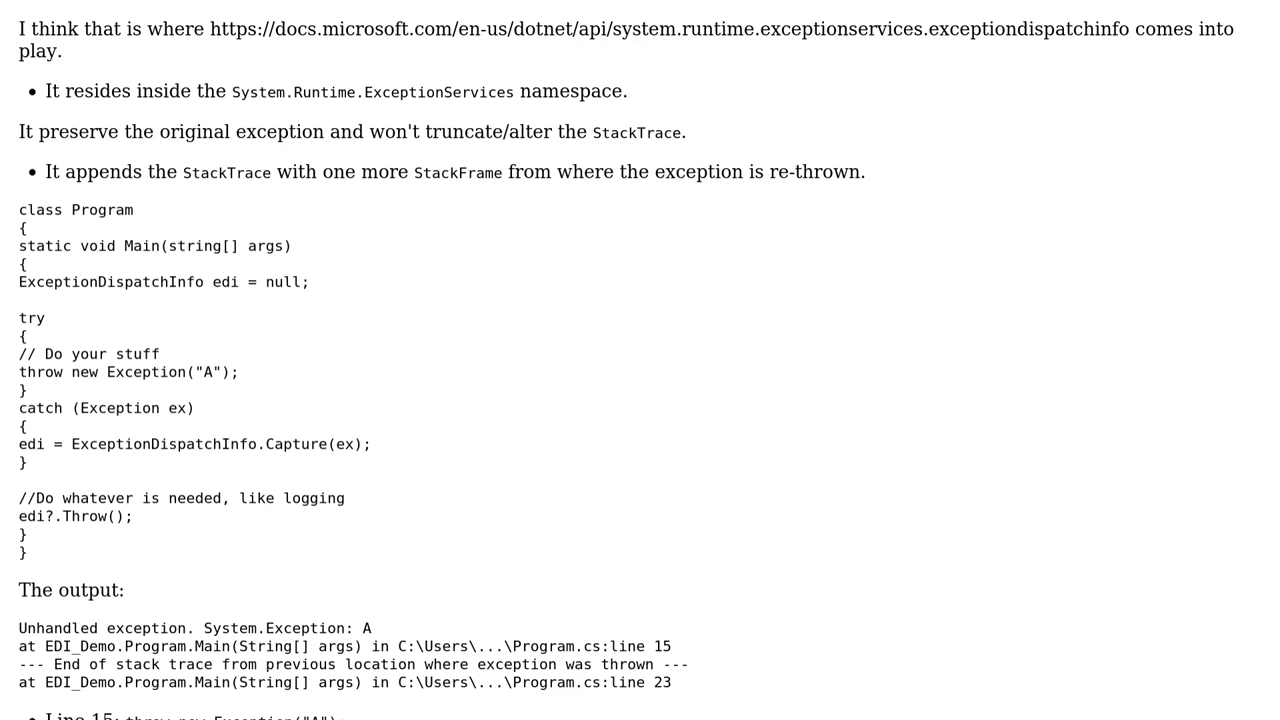 I think that is where https://docs.microsoft.com/en-us/dotnet/api/system.runtime.exceptionservices.exceptiondispatchinfo comes into
play.
• It resides inside the System.Runtime.ExceptionServices namespace.
It preserve the original exception and won't truncate/alter the StackTrace.
• It appends the StackTrace with one more StackFrame from where the exception is re-thrown.
class Program
{
static void Main(string[] args)
{
ExceptionDispatchInfo edi = null;
try
{
// Do your stuff
throw new Exception("A");
}
catch (Exception ex)
{
edi = ExceptionDispatchInfo.Capture(ex);
}
//Do whatever is needed, like logging
edi?.Throw();
}
}
The output:
Unhandled exception. System.Exception: A
at EDI_Demo.Program.Main(String[] args) in C:\Users\...\Program.cs:line 15
--- End of stack trace from previous location where exception was thrown ---
at EDI_Demo.Program.Main(String[] args) in C:\Users\...\Program.cs:line 23
• Line 15: throw new Exception("A");